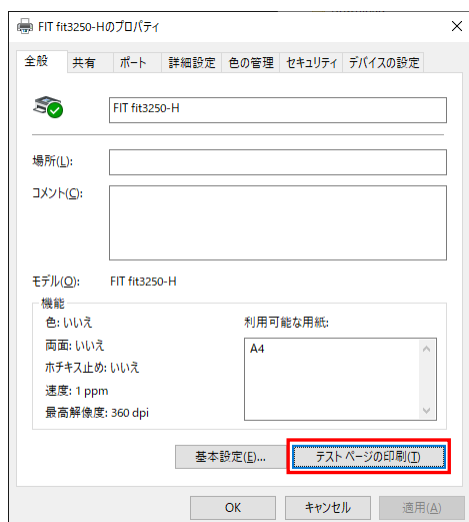 FIT fit3250-Hのプロパティ
全般 共有 ポート 詳細設定 色の管理 セキュリティ デバイスの設定
FIT fit3250-H
場所(L):
コメント(C):
モデル(O): FIT fit3250-H
機能
色: いいえ 利用可能な用紙:
両面: いいえ A4
ホチキス止め: いいえ
速度: 1 ppm
最高解像度: 360 dpi
基本設定(E)... テスト ページの印刷(T)
OK キャンセル 適用(A)